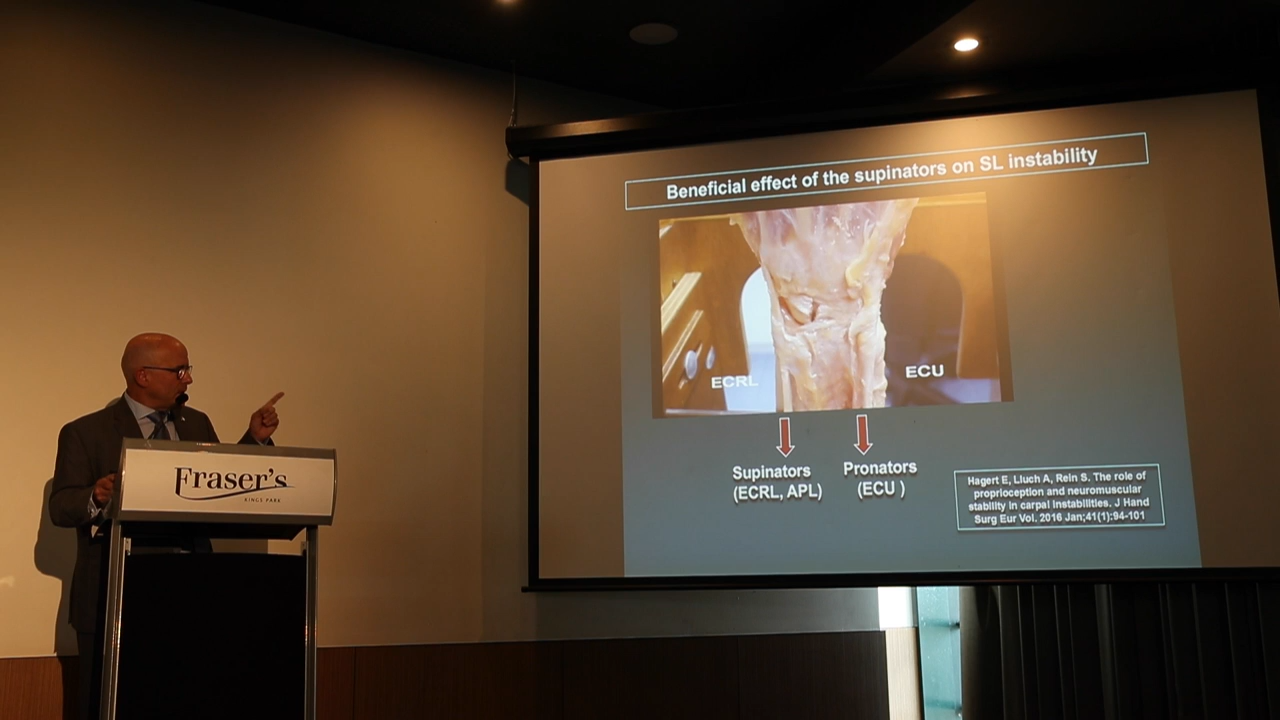 Beneficial effect of the supinators on SL instability
ECRL
ECU
Supinators
(ECRL, APL)
Pronators
(ECU )
Hagert E, Lluch A, Rein S. The role of
proprioception and neuromuscular
stability in carpal instabilities. J Hand
Surg Eur Vol. 2016 Jan;41(1):94-101
Fraser's
KINGS PARK